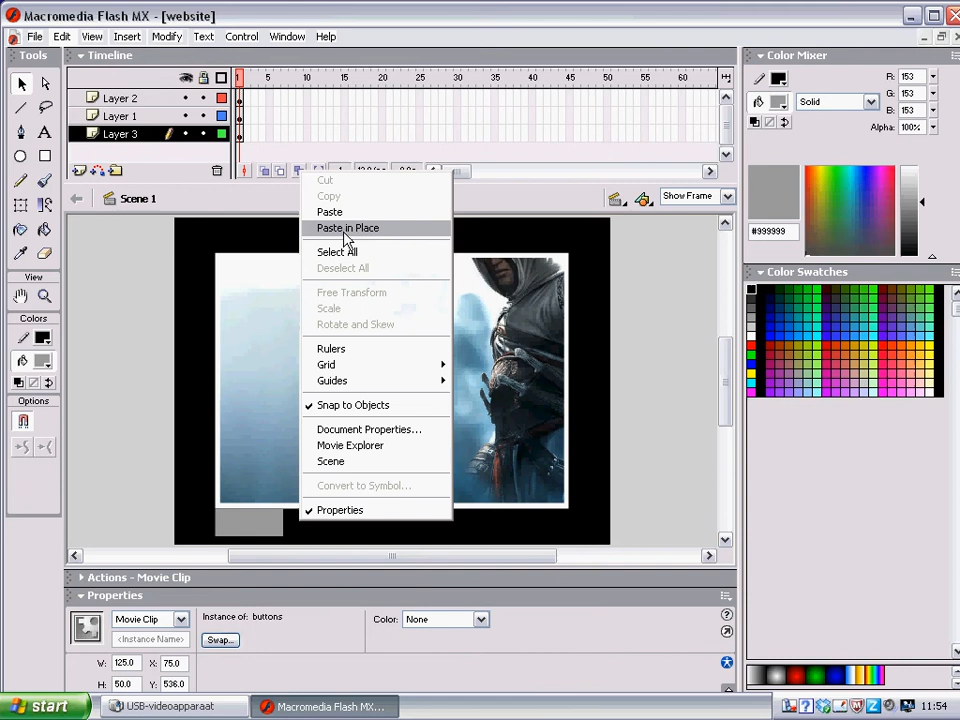 Macromedia Flash MX - [website]
File Edit View Insert Modify Text Control Window Help
Tools
Timeline
1 5 10 15 20 25 30 35 40 45 50 55 60
Layer 2
Layer 1
Layer 3
Scene 1
Show Frame
View
Colors
Options
Cut
Copy
Paste
Paste in Place
Select All
Deselect All
Free Transform
Scale
Rotate and Skew
Rulers
Grid
Guides
Snap to Objects
Document Properties...
Movie Explorer
Scene
Convert to Symbol...
Properties
Color Mixer
Solid
R: 153
G: 153
B: 153
Alpha: 100%
#999999
Color Swatches
Actions - Movie Clip
Properties
Movie Clip
<Instance Name>
Instance of: buttons
Swap...
Color: None
W: 125.0 X: 75.0
H: 50.0 Y: 536.0
start
USB-videoapparaat
Macromedia Flash MX...
11:54